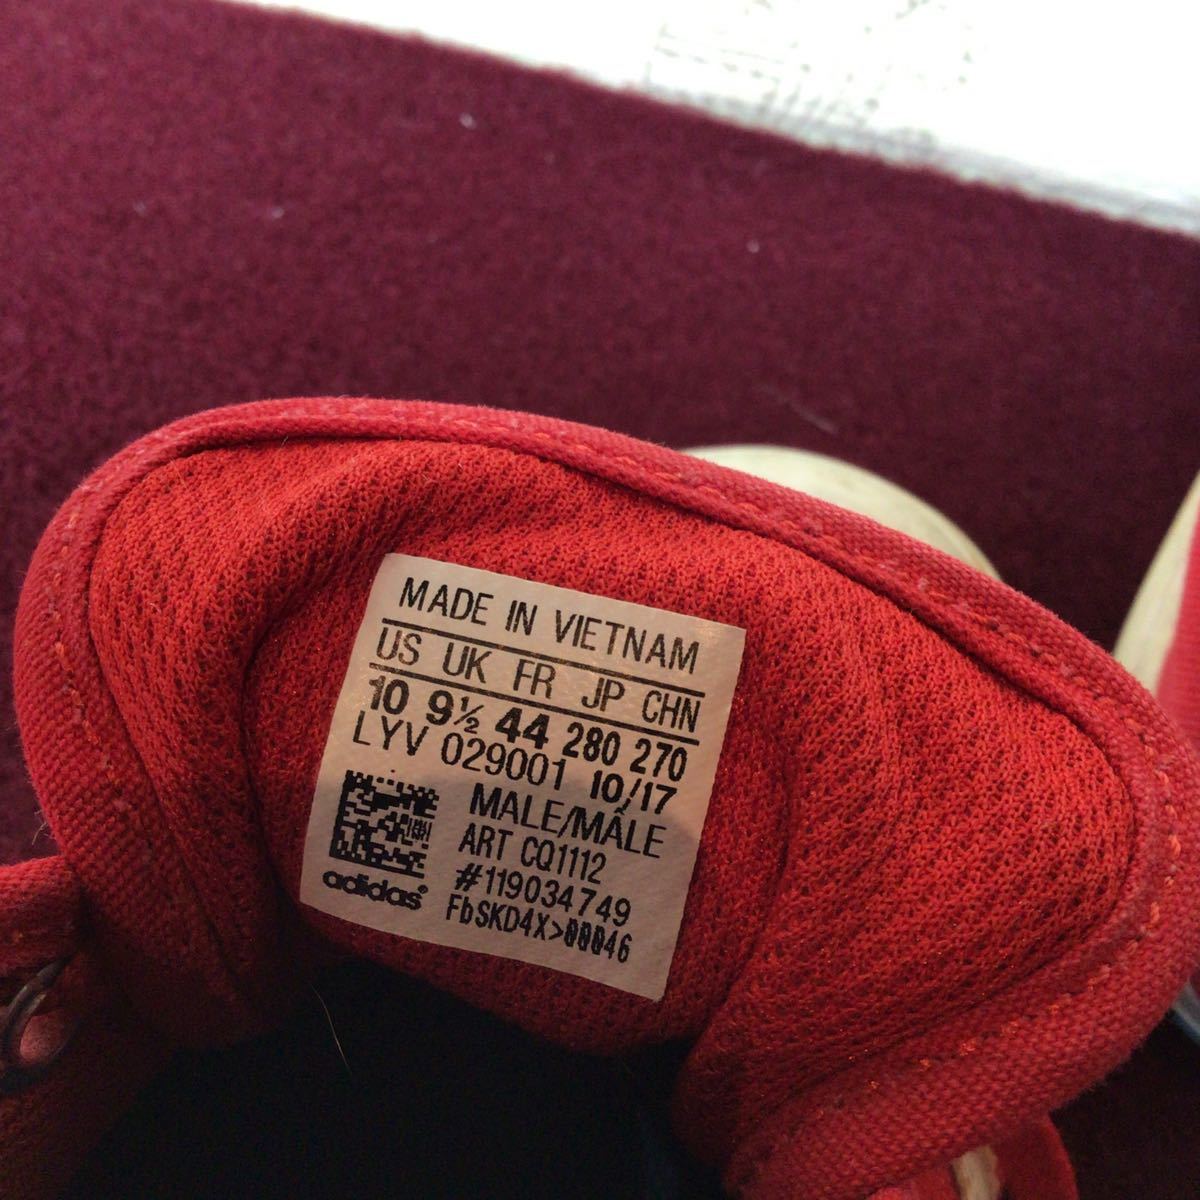 MADE IN VIETNAM
US UK FR JP CHN
10 9½ 44 280 270
LYV 029001 10/17
MALE/MÂLE
ART CQ1112
#119034749
FbSKD4X>00046
adidas®